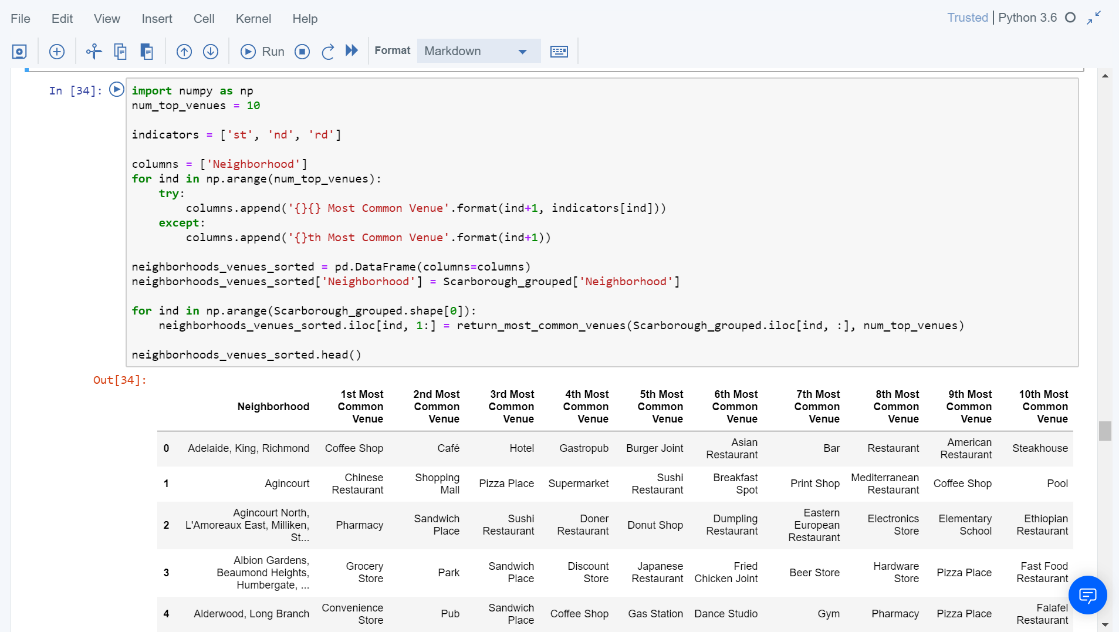 File Edit View Insert Cell Kernel Help Trusted | Python 3.6
Run Format Markdown
In [34]: import numpy as np
num_top_venues = 10
indicators = ['st', 'nd', 'rd']
columns = ['Neighborhood']
for ind in np.arange(num_top_venues):
    try:
        columns.append('{}{} Most Common Venue'.format(ind+1, indicators[ind]))
    except:
        columns.append('{}th Most Common Venue'.format(ind+1))
neighborhoods_venues_sorted = pd.DataFrame(columns=columns)
neighborhoods_venues_sorted['Neighborhood'] = Scarborough_grouped['Neighborhood']
for ind in np.arange(Scarborough_grouped.shape[0]):
    neighborhoods_venues_sorted.iloc[ind, 1:] = return_most_common_venues(Scarborough_grouped.iloc[ind, :], num_top_venues)
neighborhoods_venues_sorted.head()
Out[34]:
1st Most 2nd Most 3rd Most 4th Most 5th Most 6th Most 7th Most 8th Most 9th Most 10th Most
Neighborhood Common Common Common Common Common Common Common Common Common Common
Venue Venue Venue Venue Venue Venue Venue Venue Venue Venue
0 Adelaide, King, Richmond Coffee Shop Café Hotel Gastropub Burger Joint Asian Restaurant Bar Restaurant American Restaurant Steakhouse
1 Agincourt Chinese Restaurant Shopping Mall Pizza Place Supermarket Sushi Restaurant Breakfast Spot Print Shop Mediterranean Restaurant Coffee Shop Pool
2 Agincourt North, L'Amoreaux East, Milliken, St... Pharmacy Sandwich Place Sushi Restaurant Doner Restaurant Donut Shop Dumpling Restaurant Eastern European Restaurant Electronics Store Elementary School Ethiopian Restaurant
3 Albion Gardens, Beaumond Heights, Humbergate, ... Grocery Store Park Sandwich Place Discount Store Japanese Restaurant Fried Chicken Joint Beer Store Hardware Store Pizza Place Fast Food Restaurant
4 Alderwood, Long Branch Convenience Store Pub Sandwich Place Coffee Shop Gas Station Dance Studio Gym Pharmacy Pizza Place Falafel Restaurant